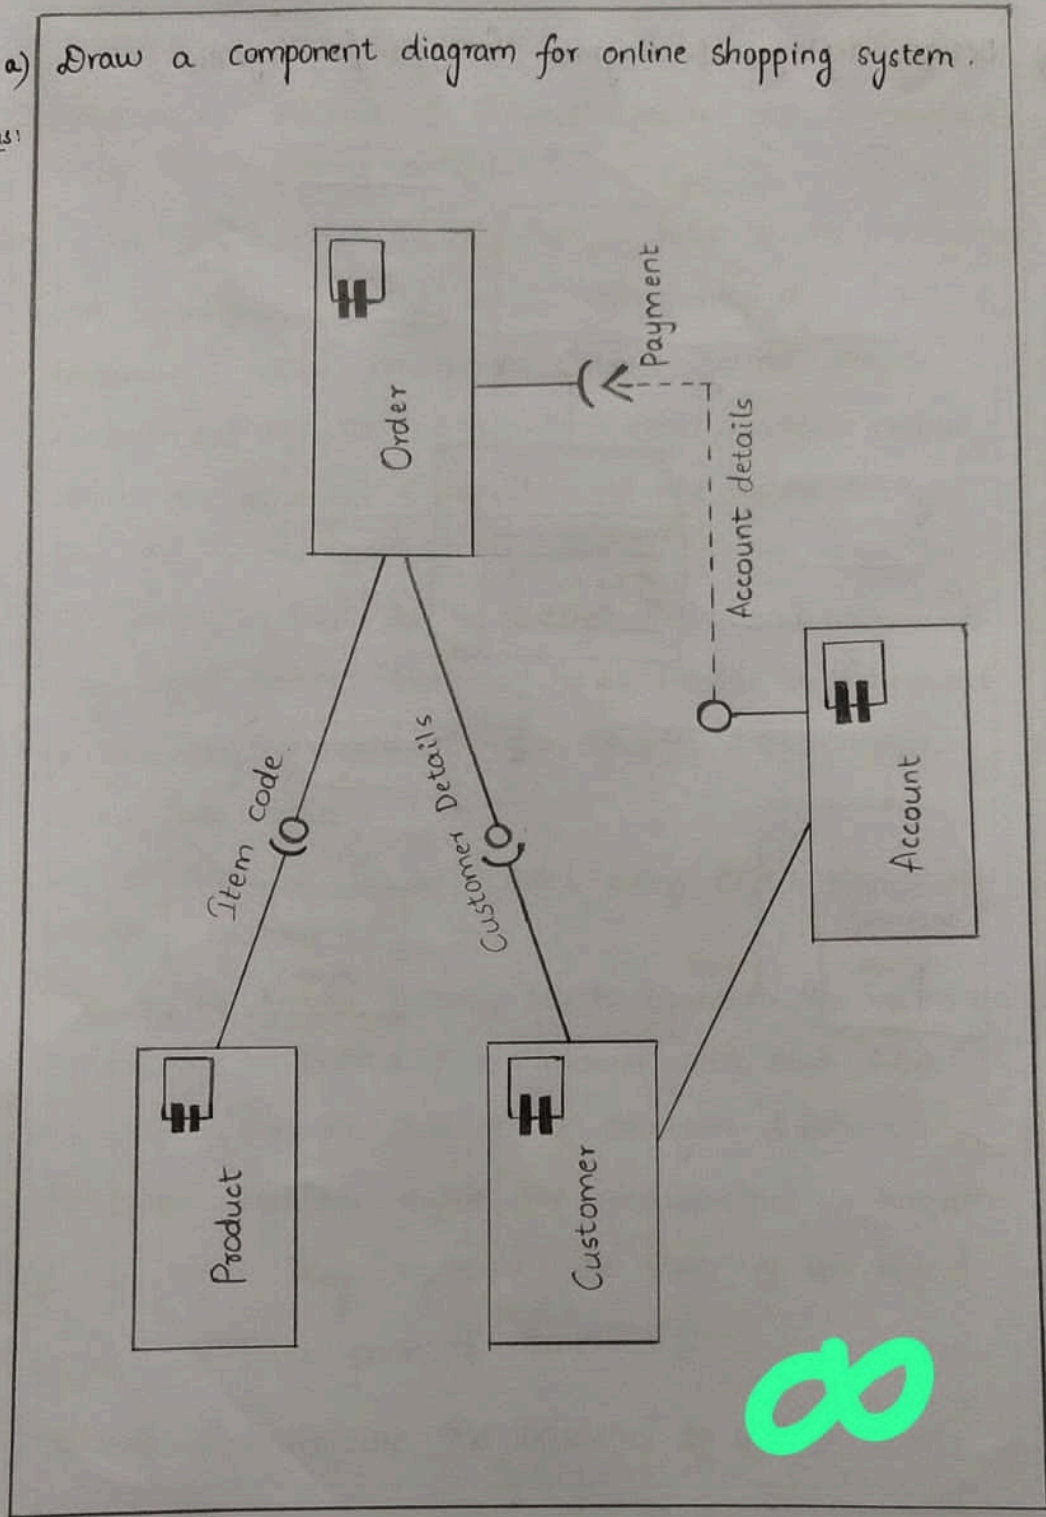 a) Draw a component diagram for online shopping system.
Order
Payment
Account details
Item code
Customer Details
Account
Product
Customer